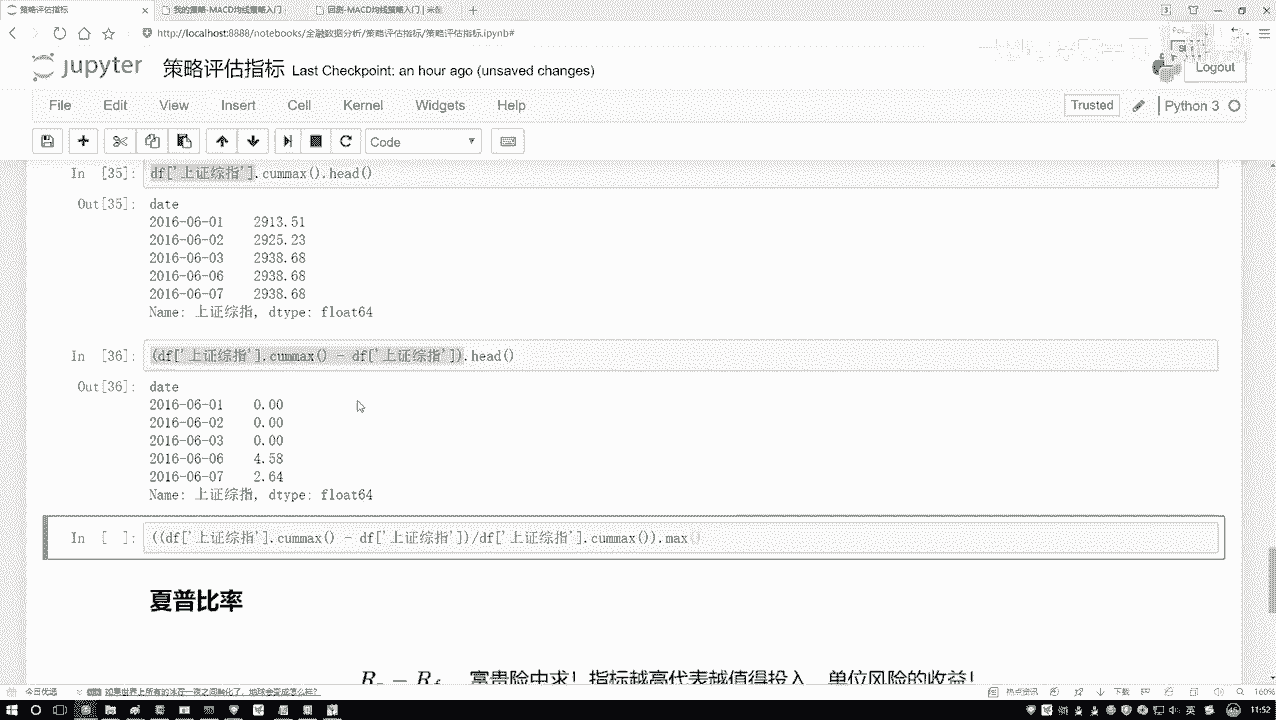 策略评估指标
我的策略-MACD均线策略入门
回测-MACD均线策略入门 | 米筐
http://localhost:8888/notebooks/金融数据分析/策略评估指标/策略评估指标.ipynb#
jupyter 策略评估指标 Last Checkpoint: an hour ago (unsaved changes)
Logout
File Edit View Insert Cell Kernel Widgets Help
Trusted Python 3
Code
In [35]: df['上证综指'].cummax().head()
Out[35]: date
2016-06-01 2913.51
2016-06-02 2925.23
2016-06-03 2938.68
2016-06-06 2938.68
2016-06-07 2938.68
Name: 上证综指, dtype: float64
In [36]: (df['上证综指'].cummax() - df['上证综指']).head()
Out[36]: date
2016-06-01 0.00
2016-06-02 0.00
2016-06-03 0.00
2016-06-06 4.58
2016-06-07 2.64
Name: 上证综指, dtype: float64
In [ ]: ((df['上证综指'].cummax() - df['上证综指'])/df['上证综指'].cummax()).max
夏普比率
富贵险中求！指标越高代表越值得投入，单位风险的收益！
今日优选
如果世界上所有的冰在一夜之间融化了，地球会变成怎么样？
热点资讯
下载
160%
英
11:52